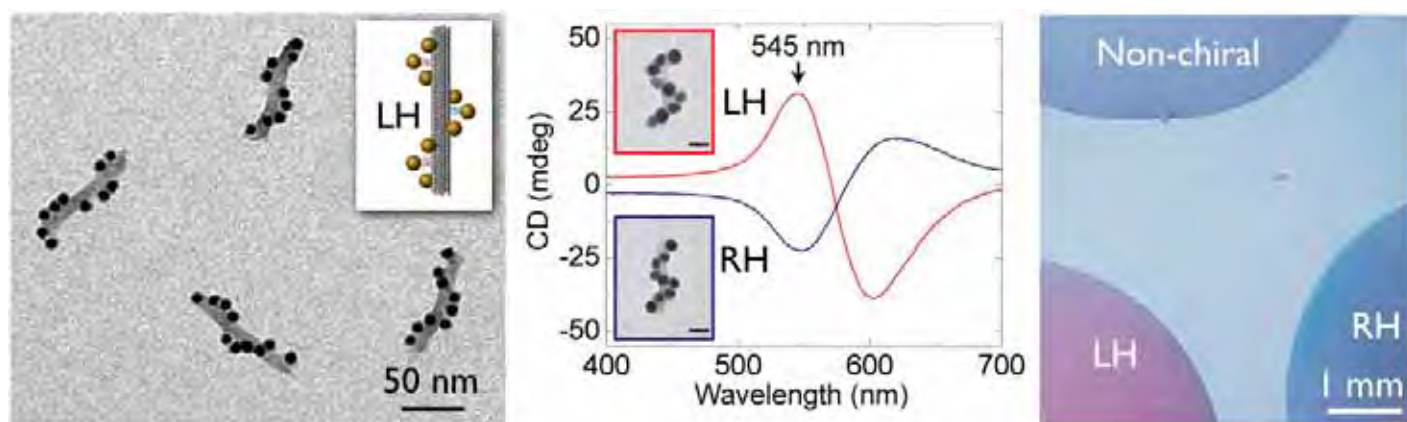 LH
50 nm
50
25
0
-25
-50
CD (mdeg)
545 nm
LH
RH
400
500
600
700
Wavelength (nm)
Non-chiral
LH
RH
1 mm